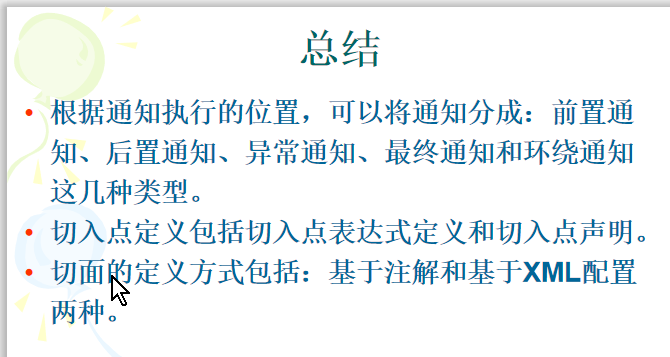 总结
• 根据通知执行的位置，可以将通知分成：前置通
知、后置通知、异常通知、最终通知和环绕通知
这几种类型。
• 切入点定义包括切入点表达式定义和切入点声明。
• 切面的定义方式包括：基于注解和基于XML配置
两种。